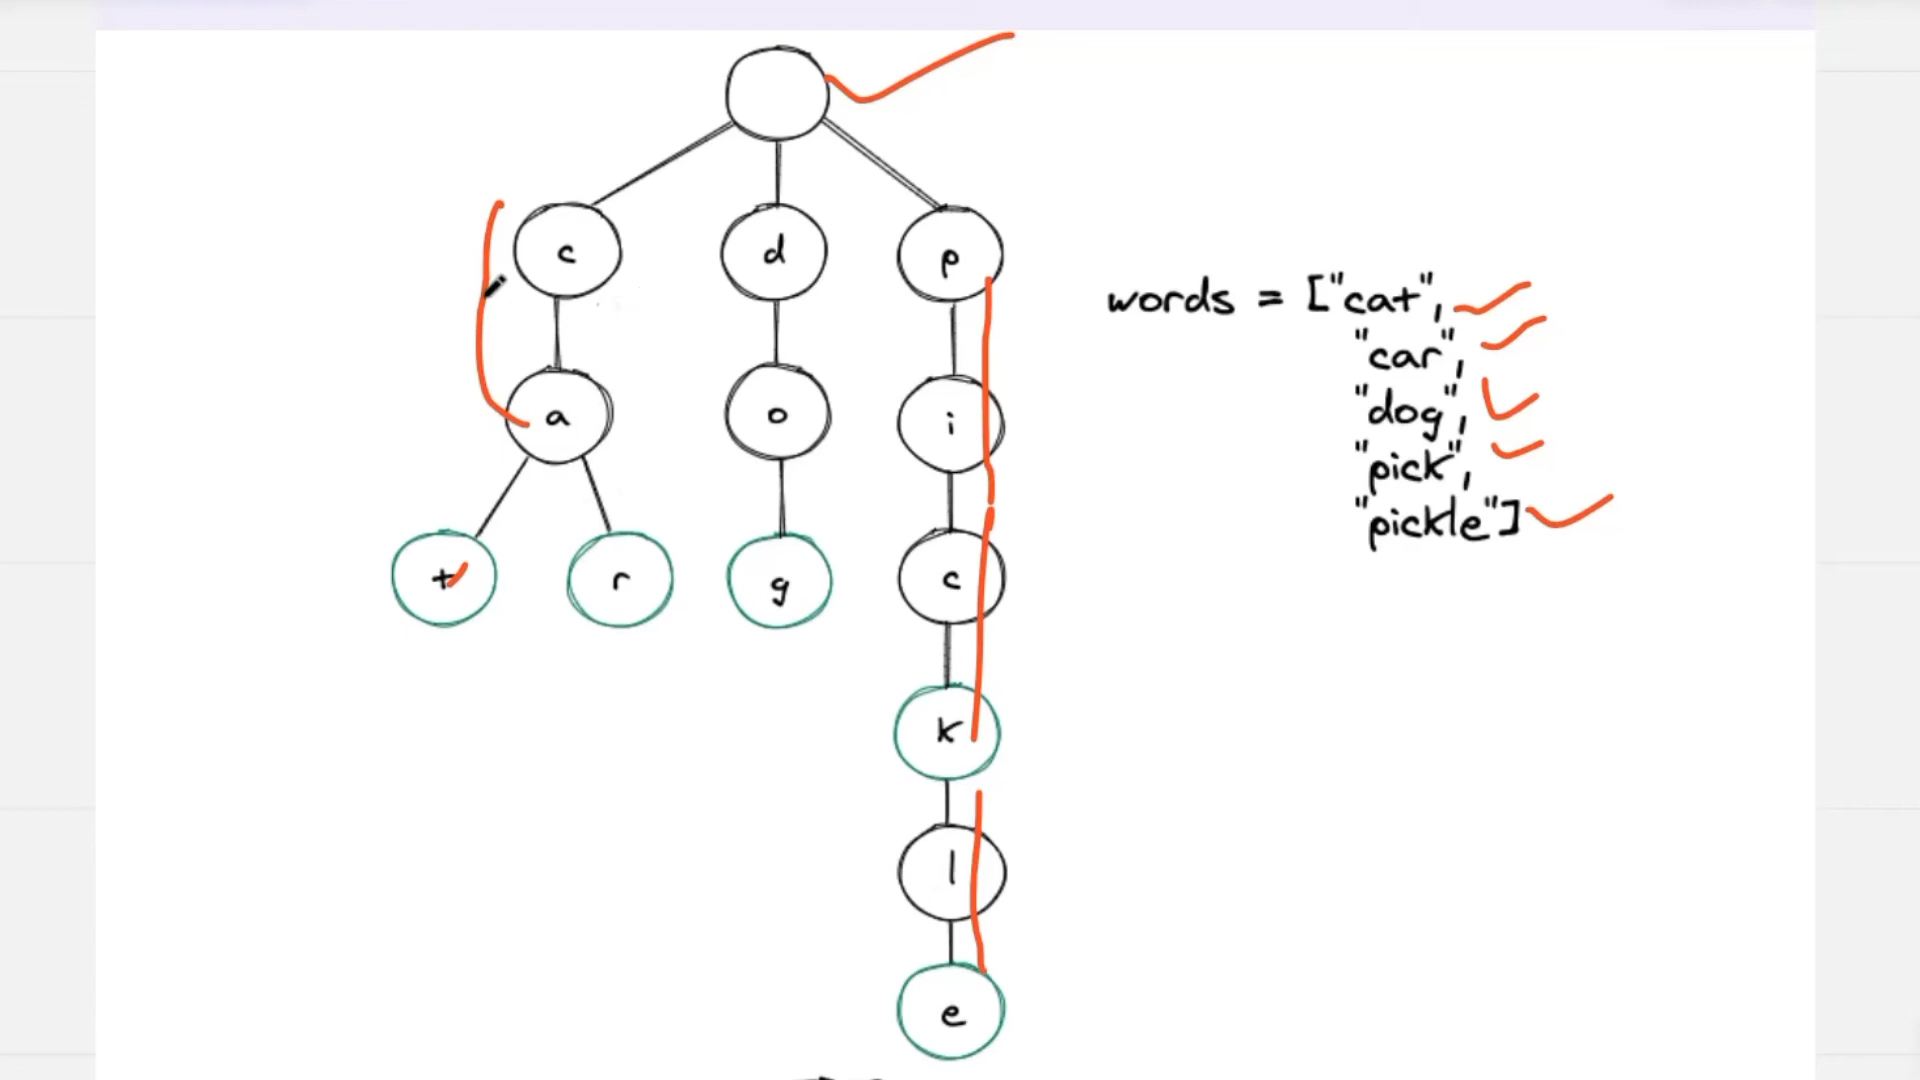 c d p
a o i
t r g c
k
l
e
words = ["cat",
"car",
"dog",
"pick",
"pickle"]